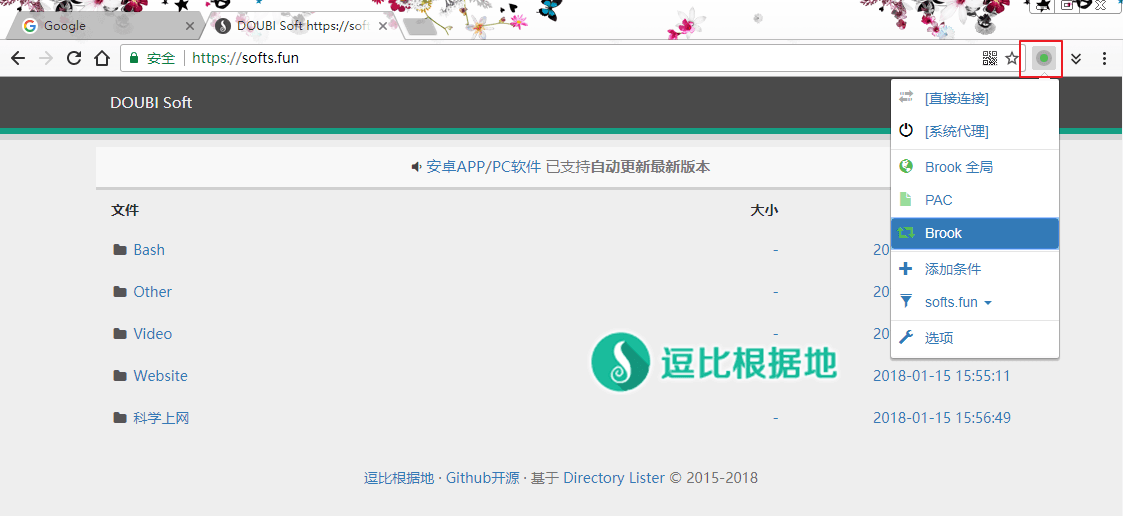 Google
DOUBI Soft https://soft
安全 https://softs.fun
DOUBI Soft
[直接连接]
[系统代理]
Brook 全局
PAC
Brook
添加条件
softs.fun
选项
安卓APP/PC软件 已支持自动更新最新版本
文件 大小
Bash - 20
Other - 20
Video - 20
Website - 2018-01-15 15:55:11
科学上网 - 2018-01-15 15:56:49
逗比根据地
逗比根据地 · Github开源 · 基于 Directory Lister © 2015-2018